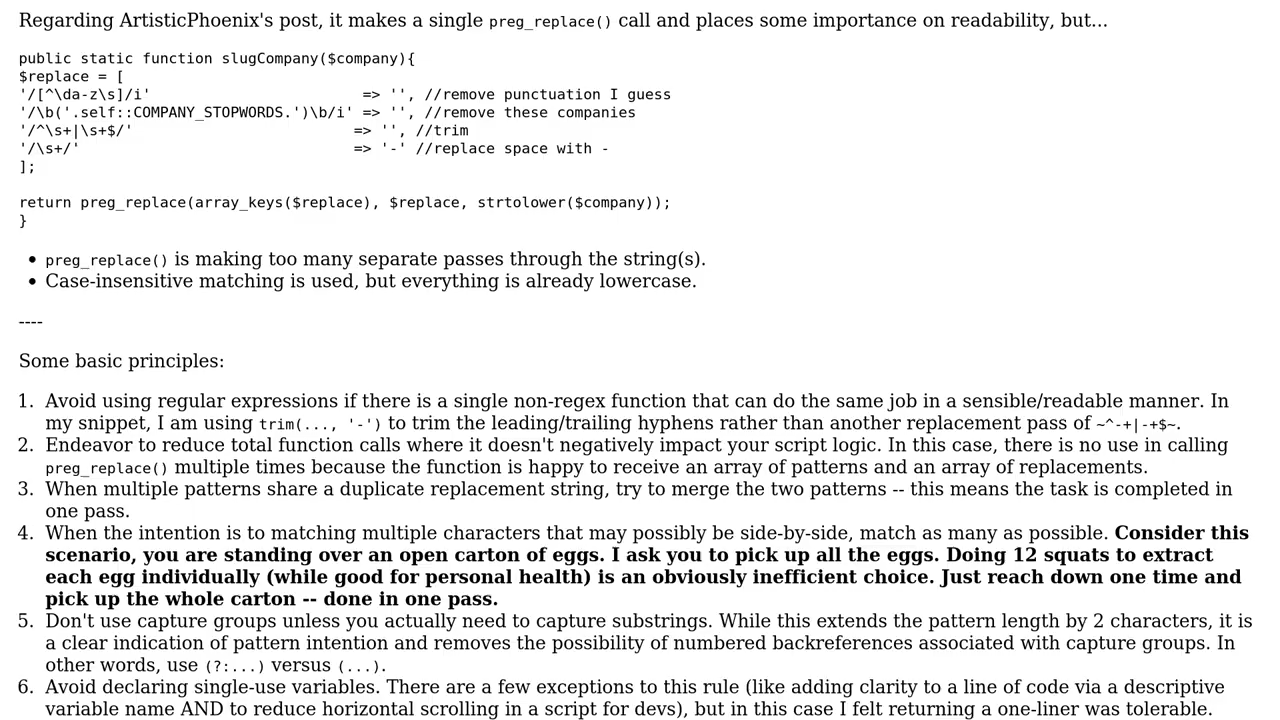 Regarding ArtisticPhoenix's post, it makes a single preg_replace() call and places some importance on readability, but...
public static function slugCompany($company){
$replace = [
'/[^\da-z\s]/i'                        => '', //remove punctuation I guess
'/\b('.self::COMPANY_STOPWORDS.')\b/i' => '', //remove these companies
'/^\s+|\s+$/'                         => '', //trim
'/\s+/'                               => '-' //replace space with -
];
return preg_replace(array_keys($replace), $replace, strtolower($company));
}
• preg_replace() is making too many separate passes through the string(s).
• Case-insensitive matching is used, but everything is already lowercase.
----
Some basic principles:
1. Avoid using regular expressions if there is a single non-regex function that can do the same job in a sensible/readable manner. In
my snippet, I am using trim(..., '-') to trim the leading/trailing hyphens rather than another replacement pass of ~^-+|-+$~.
2. Endeavor to reduce total function calls where it doesn't negatively impact your script logic. In this case, there is no use in calling
preg_replace() multiple times because the function is happy to receive an array of patterns and an array of replacements.
3. When multiple patterns share a duplicate replacement string, try to merge the two patterns -- this means the task is completed in
one pass.
4. When the intention is to matching multiple characters that may possibly be side-by-side, match as many as possible. Consider this
scenario, you are standing over an open carton of eggs. I ask you to pick up all the eggs. Doing 12 squats to extract
each egg individually (while good for personal health) is an obviously inefficient choice. Just reach down one time and
pick up the whole carton -- done in one pass.
5. Don't use capture groups unless you actually need to capture substrings. While this extends the pattern length by 2 characters, it is
a clear indication of pattern intention and removes the possibility of numbered backreferences associated with capture groups. In
other words, use (?:...) versus (...).
6. Avoid declaring single-use variables. There are a few exceptions to this rule (like adding clarity to a line of code via a descriptive
variable name AND to reduce horizontal scrolling in a script for devs), but in this case I felt returning a one-liner was tolerable.